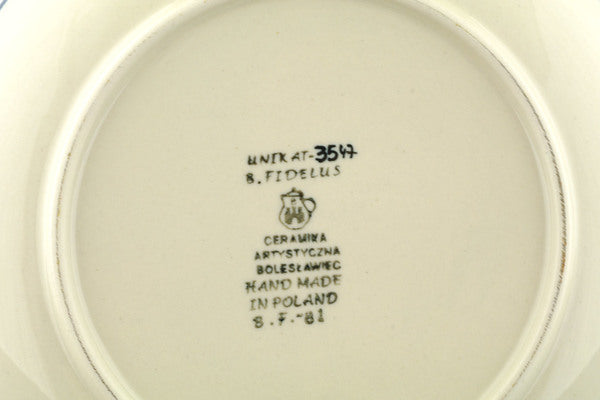 UNIKAT-3547
B.FIDELUS
CERAMIKA
ARTYSTYCZNA
BOLESŁAWIEC
HAND MADE
IN POLAND
B.F.-81